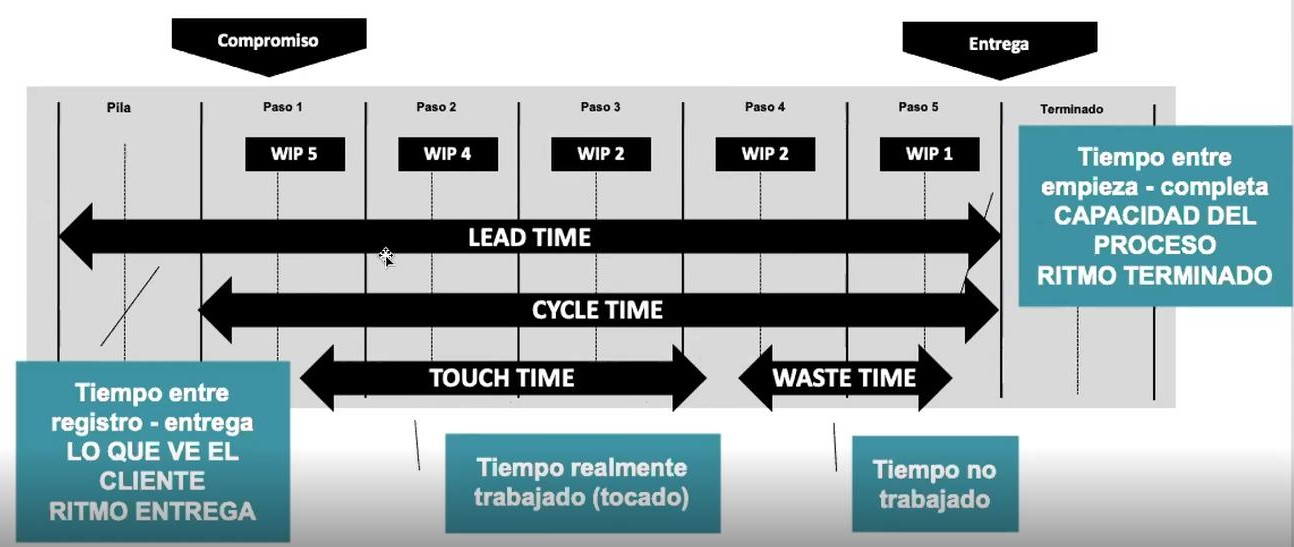 Compromiso
Entrega
Pila
Paso 1
Paso 2
Paso 3
Paso 4
Paso 5
Terminado
WIP 5
WIP 4
WIP 2
WIP 2
WIP 1
Tiempo entre
empieza - completa
CAPACIDAD DEL
PROCESO
RITMO TERMINADO
LEAD TIME
CYCLE TIME
TOUCH TIME
WASTE TIME
Tiempo entre
registro - entrega
LO QUE VE EL
CLIENTE
RITMO ENTREGA
Tiempo realmente
trabajado (tocado)
Tiempo no
trabajado